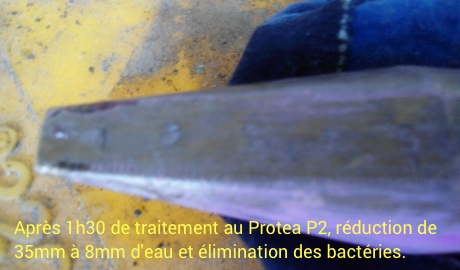 Après 1h30 de traitement au Protea P2, réduction de
35mm à 8mm d'eau et élimination des bactéries.